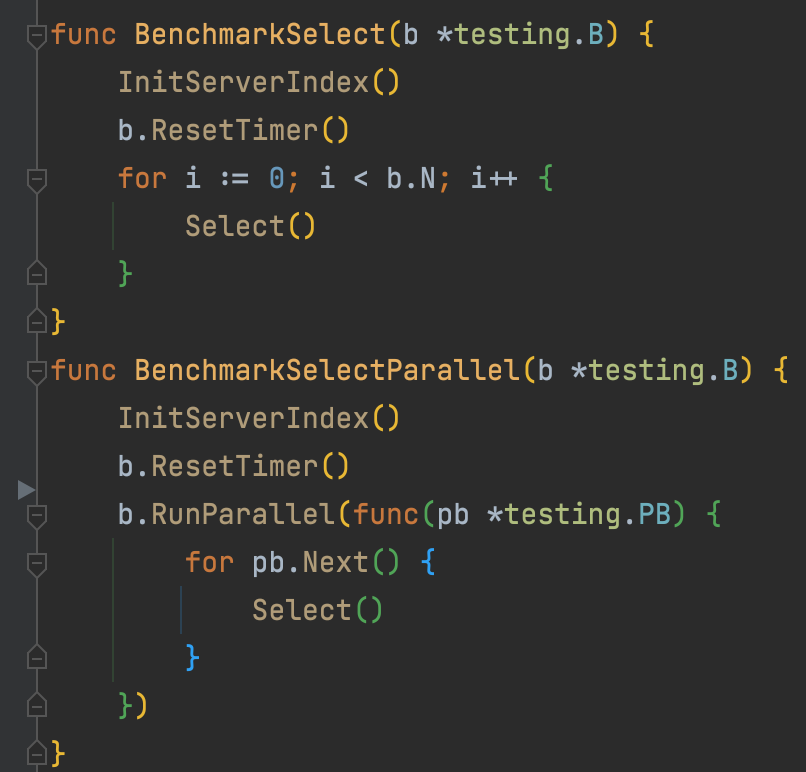 func BenchmarkSelect(b *testing.B) {
    InitServerIndex()
    b.ResetTimer()
    for i := 0; i < b.N; i++ {
        Select()
    }
}
func BenchmarkSelectParallel(b *testing.B) {
    InitServerIndex()
    b.ResetTimer()
    b.RunParallel(func(pb *testing.PB) {
        for pb.Next() {
            Select()
        }
    })
}